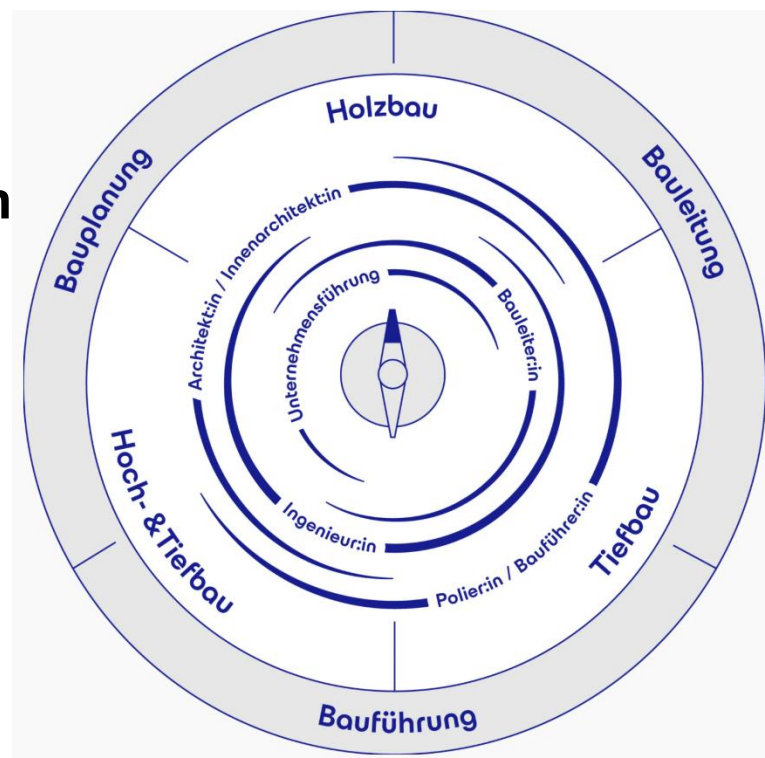 Holzbau
Bauplanung
Bauleitung
n
Architekt:in / Innenarchitekt:in
Unternehmensführung
Bauleiter:in
Ingenieur:in
Polier:in / Bauführer:in
Hoch- &Tiefbau
Tiefbau
Bauführung